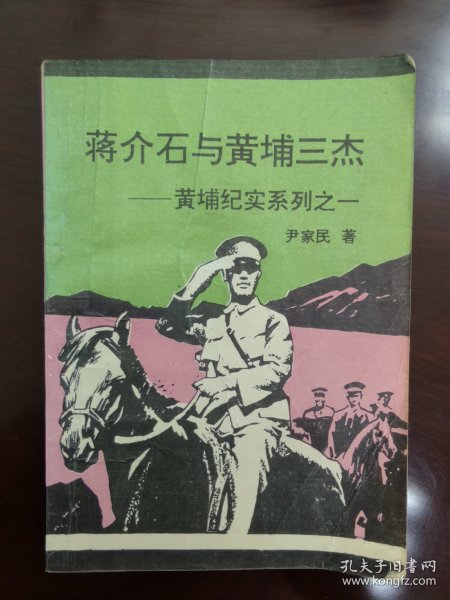 蒋介石与黄埔三杰
——黄埔纪实系列之一
尹家民 著
孔夫子旧书网
www.kongfz.com